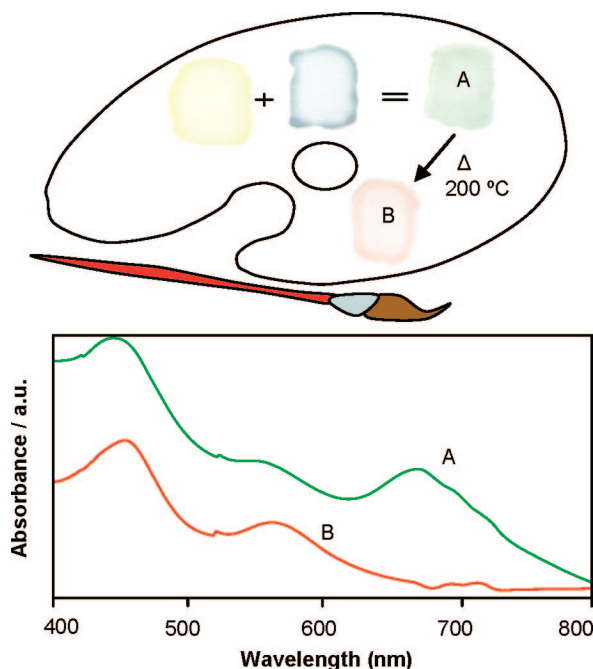 +
=
A
Δ
200 ºC
B
Absorbance / a.u.
A
B
400 500 600 700 800
Wavelength (nm)